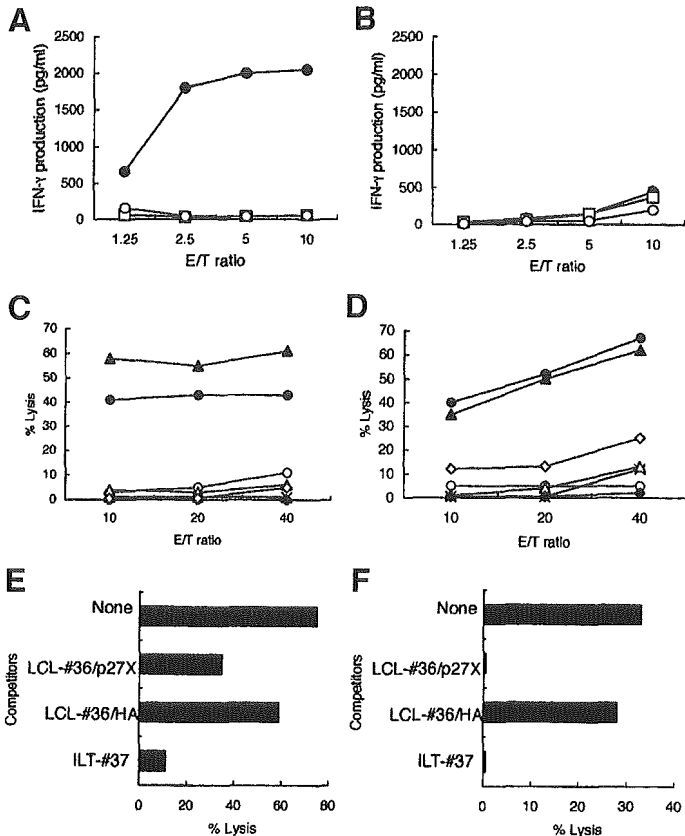 A
IFN-γ production (pg/ml)
2500
2000
1500
1000
500
0
1.25 2.5 5 10
E/T ratio
B
IFN-γ production (pg/ml)
2500
2000
1500
1000
500
0
1.25 2.5 5 10
E/T ratio
C
% Lysis
70
60
50
40
30
20
10
0
10 20 40
E/T ratio
D
% Lysis
70
60
50
40
30
20
10
0
10 20 40
E/T ratio
E
Competitors
None
LCL-#36/p27X
LCL-#36/HA
ILT-#37
0 20 40 60 80
% Lysis
F
Competitors
None
LCL-#36/p27X
LCL-#36/HA
ILT-#37
0 10 20 30 40
% Lysis